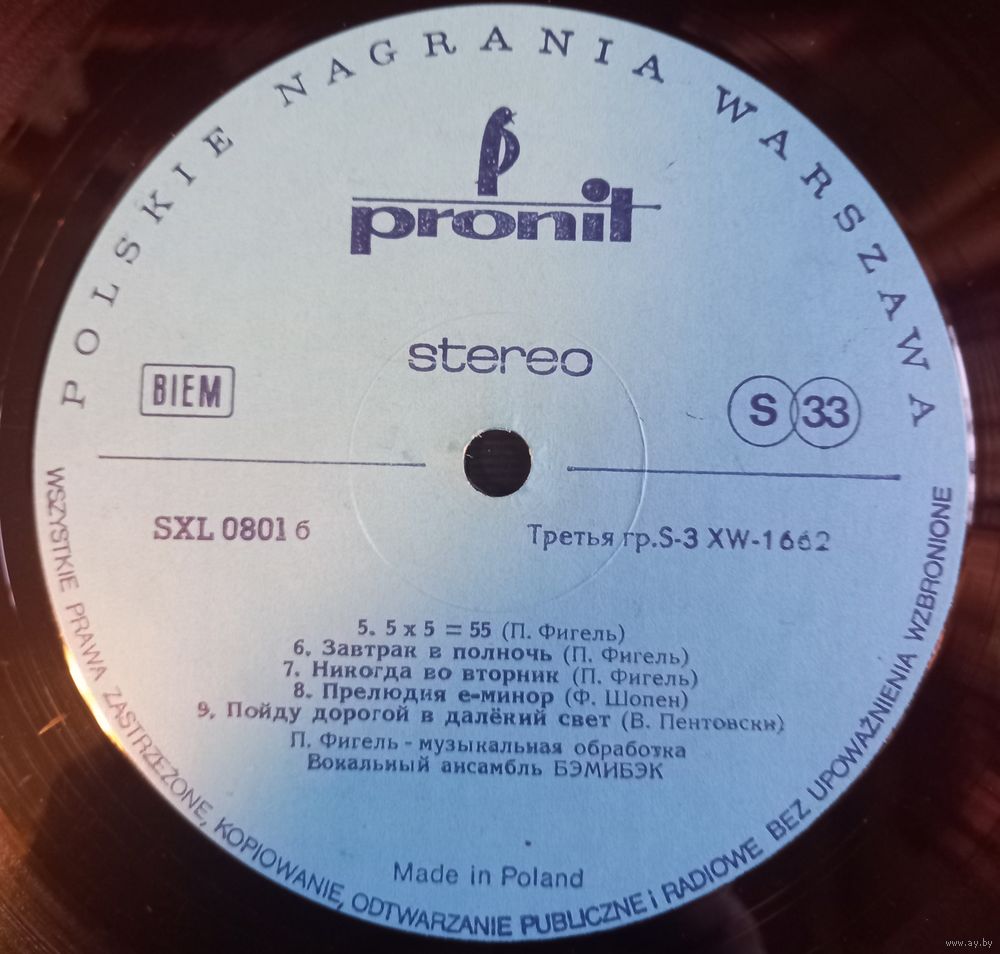 POLSKIE NAGRANIA WARSZAWA
pronit
stereo
BIEM
S 33
SXL 0801 б
Третья гр.S-3 XW-1662
5. 5 x 5 = 55 (П. Фигель)
6. Завтрак в полночь (П. Фигель)
7. Никогда во вторник (П. Фигель)
8. Прелюдия е-минор (Ф. Шопен)
9. Пойду дорогой в далёкий свет (В. Пентовски)
П. Фигель - музыкальная обработка
Вокальный ансамбль БЭМИБЭК
Made in Poland
WSZYSTKIE PRAWA ZASTRZEŻONE, KOPIOWANIE, ODTWARZANIE PUBLICZNE i RADIOWE BEZ UPOWAŻNIENIA WZBRONIONE
www.ay.by